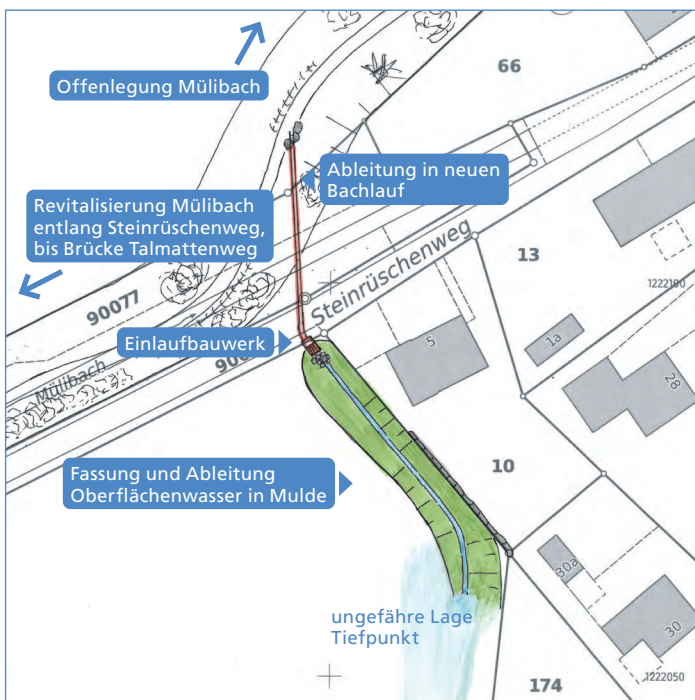 Offenlegung Mülibach
66
Ableitung in neuen
Bachlauf
Revitalisierung Mülibach
entlang Steinrüschenweg,
bis Brücke Talmattenweg
Steinrüschenweg
13
1222100
90077
Einlaufbauwerk
5
1a
28
Mülibach
10
Fassung und Ableitung
Oberflächenwasser in Mulde
30a
ungefähre Lage
Tiefpunkt
30
174
1222050